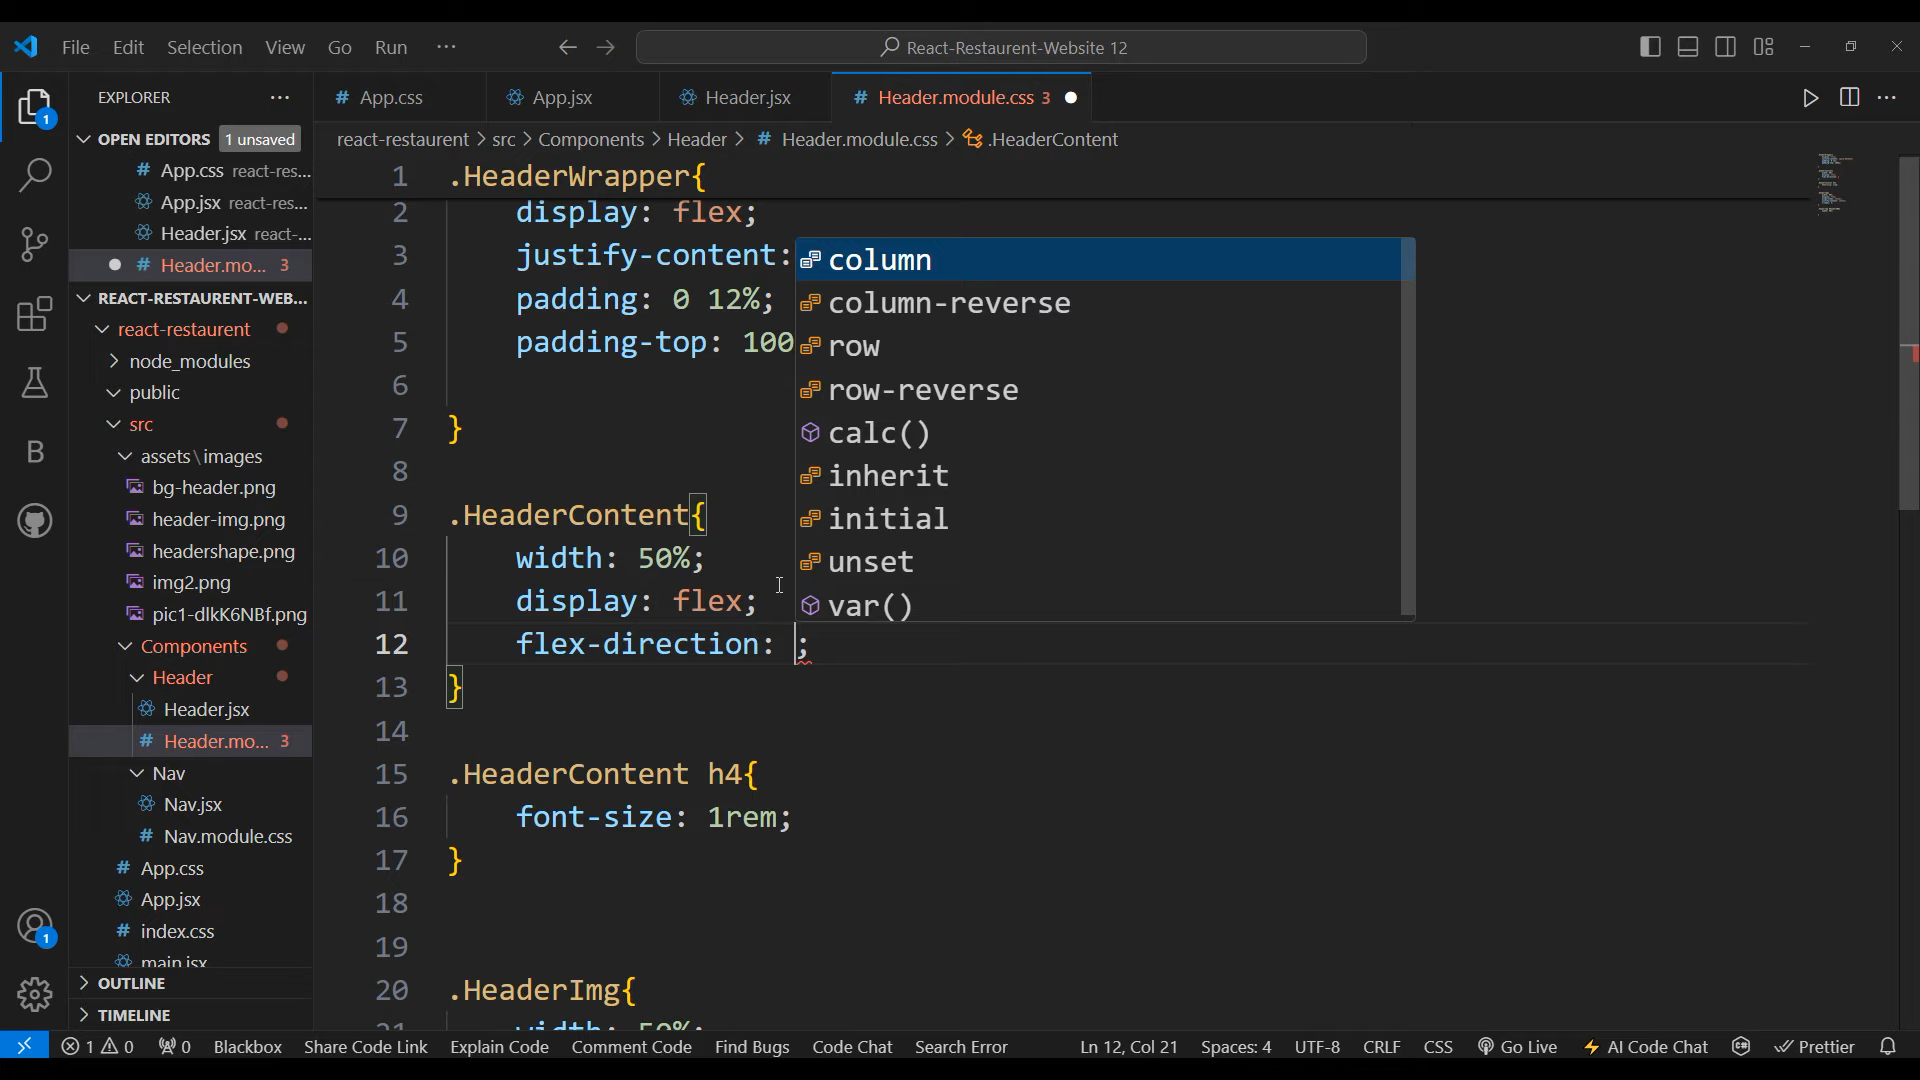 File Edit Selection View Go Run ··· React-Restaurent-Website 12
EXPLORER ···
OPEN EDITORS 1 unsaved
# App.css react-res...
App.jsx react-res...
Header.jsx react-...
# Header.mo... 3
REACT-RESTAURENT-WEB...
react-restaurent
node_modules
public
src
assets\images
bg-header.png
header-img.png
headershape.png
img2.png
pic1-dlkK6NBf.png
Components
Header
Header.jsx
# Header.mo... 3
Nav
Nav.jsx
# Nav.module.css
# App.css
App.jsx
# index.css
main.jsx
OUTLINE
TIMELINE
# App.css App.jsx Header.jsx # Header.module.css 3
react-restaurent > src > Components > Header > # Header.module.css > .HeaderContent
1 .HeaderWrapper{
2 display: flex;
3 justify-content:
4 padding: 0 12%;
5 padding-top: 100
6
7 }
8
9 .HeaderContent{
10 width: 50%;
11 display: flex;
12 flex-direction: ;
13 }
14
15 .HeaderContent h4{
16 font-size: 1rem;
17 }
18
19
20 .HeaderImg{
21 width: 50%;
column
column-reverse
row
row-reverse
calc()
inherit
initial
unset
var()
1
B
1
1 0 0 Blackbox Share Code Link Explain Code Comment Code Find Bugs Code Chat Search Error Ln 12, Col 21 Spaces: 4 UTF-8 CRLF CSS Go Live AI Code Chat Prettier